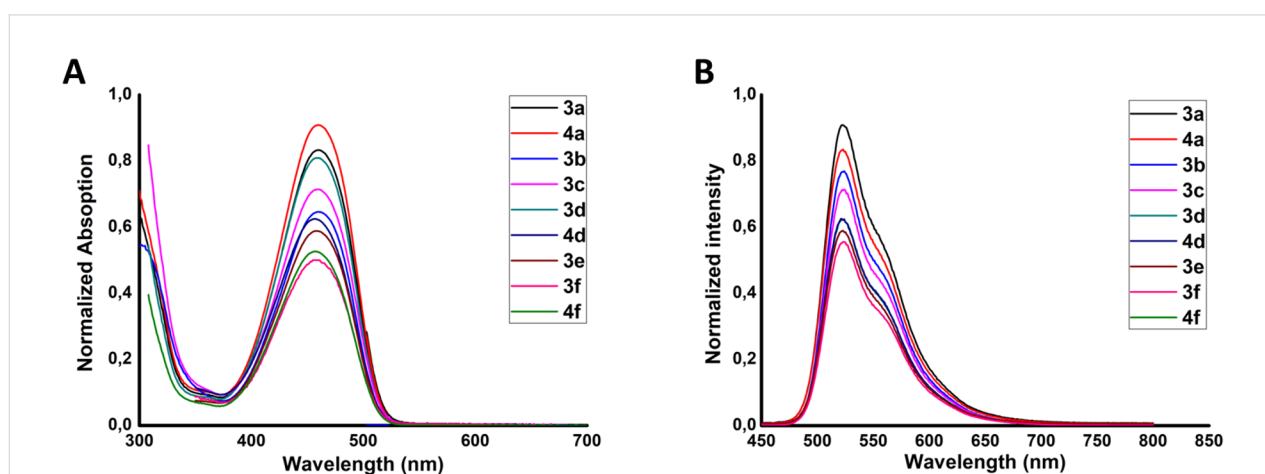 A
Normalized Absoption
1,0
0,8
0,6
0,4
0,2
0,0
300
400
500
600
700
Wavelength (nm)
3a
4a
3b
3c
3d
4d
3e
3f
4f
B
Normalized intensity
1,0
0,8
0,6
0,4
0,2
0,0
450
500
550
600
650
700
750
800
850
Wavelength (nm)
3a
4a
3b
3c
3d
4d
3e
3f
4f